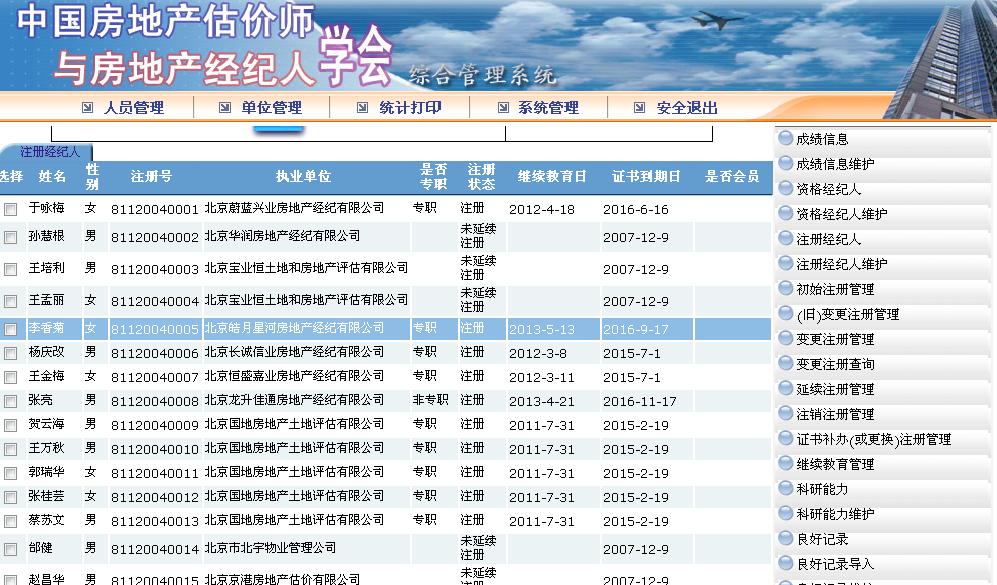 中国房地产估价师
与房地产经纪人
学会
综合管理系统
人员管理 单位管理 统计打印 系统管理 安全退出
注册经纪人
选择 姓名 性别 注册号 执业单位 是否专职 注册状态 继续教育日 证书到期日 是否会员
于咏梅 女 81120040001 北京蔚蓝兴业房地产经纪有限公司 专职 注册 2012-4-18 2016-6-16
孙慧根 男 81120040002 北京华润房地产经纪有限公司 未延续注册 2007-12-9
王培利 男 81120040003 北京宝业恒土地和房地产评估有限公司 未延续注册 2007-12-9
王孟丽 女 81120040004 北京宝业恒土地和房地产评估有限公司 未延续注册 2007-12-9
李香菊 女 81120040005 北京皓月星河房地产经纪有限公司 专职 注册 2013-5-13 2016-9-17
杨庆改 男 81120040006 北京长诚信业房地产经纪有限公司 专职 注册 2012-3-8 2015-7-1
王金梅 女 81120040007 北京恒盛嘉业房地产经纪有限公司 专职 注册 2012-3-11 2015-7-1
张亮 男 81120040008 北京龙升佳通房地产经纪有限公司 非专职 注册 2013-4-21 2016-11-17
贺云海 男 81120040009 北京国地房地产土地评估有限公司 专职 注册 2011-7-31 2015-2-19
王万秋 男 81120040010 北京国地房地产土地评估有限公司 专职 注册 2011-7-31 2015-2-19
郭瑞华 女 81120040011 北京国地房地产土地评估有限公司 专职 注册 2011-7-31 2015-2-19
张桂芸 女 81120040012 北京国地房地产土地评估有限公司 专职 注册 2011-7-31 2015-2-19
蔡苏文 男 81120040013 北京国地房地产土地评估有限公司 专职 注册 2011-7-31 2015-2-19
邰健 男 81120040014 北京市北宇物业管理公司 未延续注册 2007-12-9
赵昌华 男 81120040015 北京京港房地产估价有限公司 未延续注册 2007-12-9
成绩信息
成绩信息维护
资格经纪人
资格经纪人维护
注册经纪人
注册经纪人维护
初始注册管理
(旧)变更注册管理
变更注册管理
变更注册查询
延续注册管理
注销注册管理
证书补办(或更换)注册管理
继续教育管理
科研能力
科研能力维护
良好记录
良好记录导入